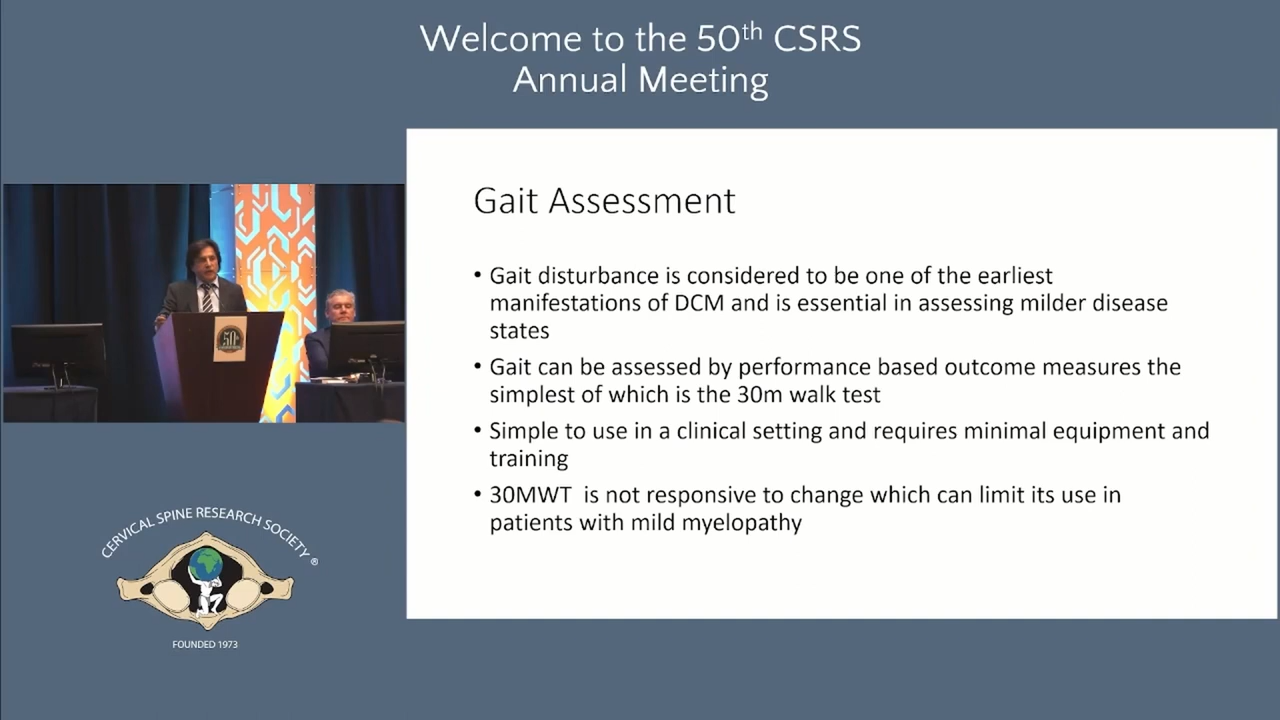 Welcome to the 50th CSRS
Annual Meeting
Gait Assessment
• Gait disturbance is considered to be one of the earliest
manifestations of DCM and is essential in assessing milder disease
states
• Gait can be assessed by performance based outcome measures the
simplest of which is the 30m walk test
• Simple to use in a clinical setting and requires minimal equipment and
training
• 30MWT is not responsive to change which can limit its use in
patients with mild myelopathy
50
CERVICAL SPINE RESEARCH SOCIETY ®
FOUNDED 1973